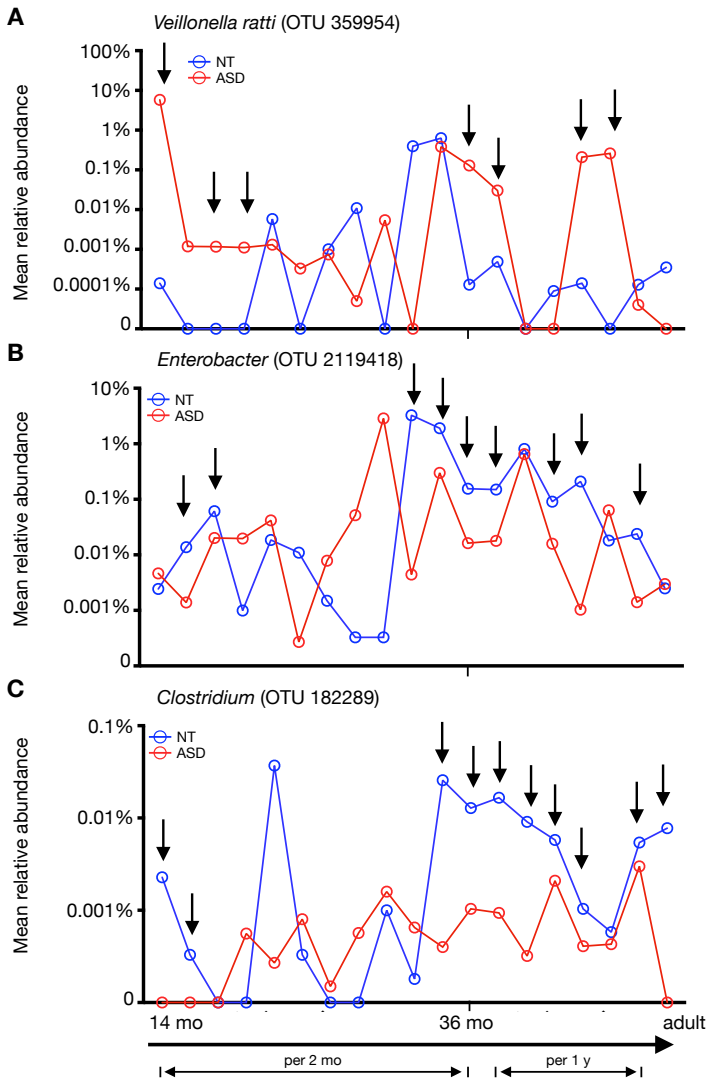 A
Veillonella ratti (OTU 359954)
Mean relative abundance
100%
10%
1%
0.1%
0.01%
0.001%
0.0001%
0
NT
ASD
B
Enterobacter (OTU 2119418)
Mean relative abundance
10%
1%
0.1%
0.01%
0.001%
0
NT
ASD
C
Clostridium (OTU 182289)
Mean relative abundance
0.1%
0.01%
0.001%
0
NT
ASD
14 mo 36 mo adult
per 2 mo per 1 y